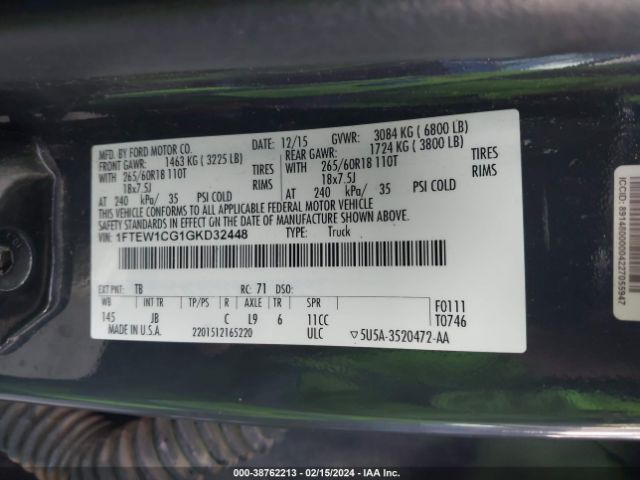 MFD. BY FORD MOTOR CO.
DATE: 12/15 GVWR: 3084 KG ( 6800 LB)
FRONT GAWR: 1463 KG ( 3225 LB) REAR GAWR: 1724 KG ( 3800 LB)
WITH 265/60R18 110T TIRES WITH 265/60R18 110T TIRES
18x7.5J RIMS 18x7.5J RIMS
AT 240 kPa/ 35 PSI COLD AT 240 kPa/ 35 PSI COLD
THIS VEHICLE CONFORMS TO ALL APPLICABLE FEDERAL MOTOR VEHICLE
SAFETY STANDARDS IN EFFECT ON THE DATE OF MANUFACTURE SHOWN ABOVE.
VIN: 1FTEW1CG1GKD32448 TYPE: Truck
EXT PNT: TB RC: 71 DSO:
WB INT TR TP/PS R AXLE TR SPR
145 JB C L9 6 11CC
F0111
T0746
MADE IN U.S.A. 2201512165220 ULC ▽5U5A-3520472-AA
ICCID: 89148000004227055947
000-38762213 - 02/15/2024 - IAA Inc.